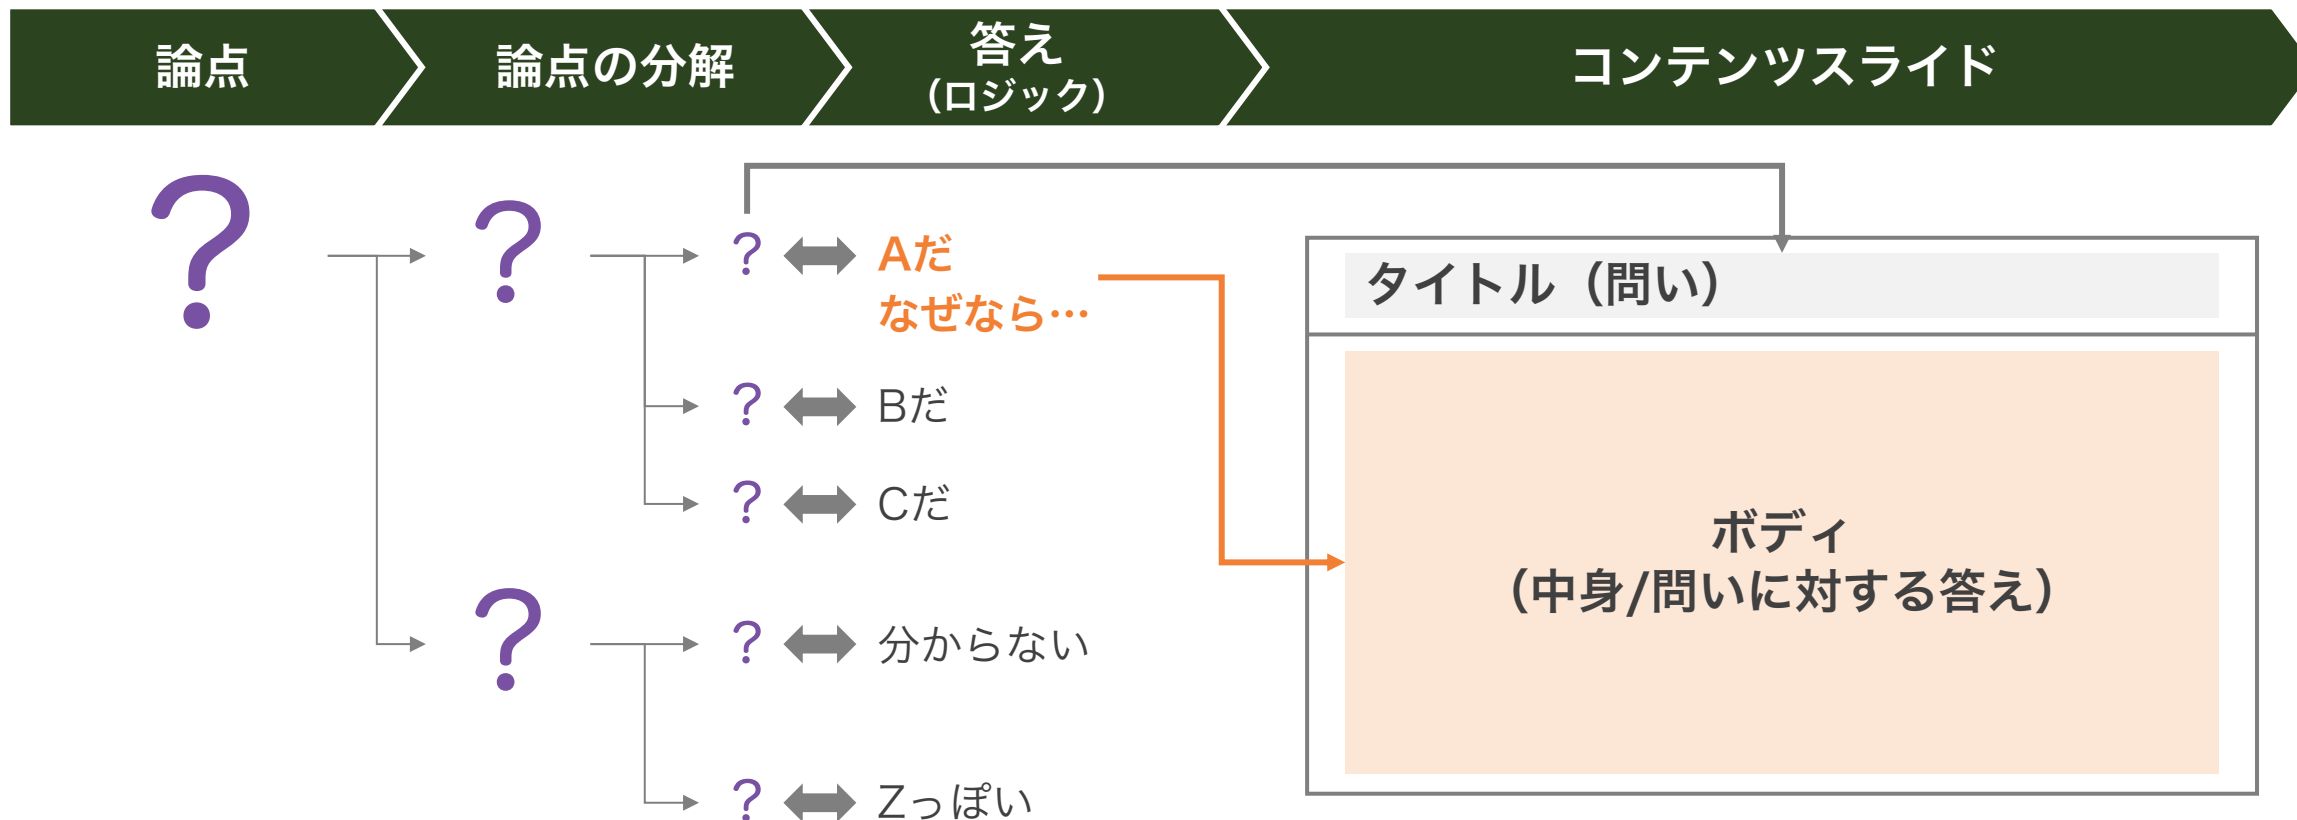 論点
論点の分解
答え
(ロジック)
コンテンツスライド
?
?
? Aだ
なぜなら…
タイトル（問い）
? Bだ
? Cだ
ボディ
（中身/問いに対する答え）
?
? 分からない
? Zっぽい